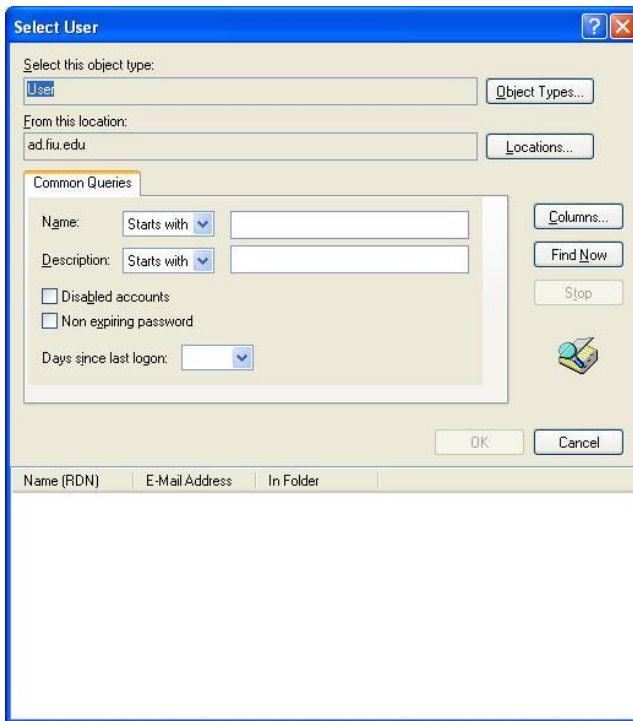 Select User
Select this object type:
User
Object Types...
From this location:
ad.fiu.edu
Locations...
Common Queries
Name: Starts with
Columns...
Description: Starts with
Find Now
Disabled accounts
Stop
Non expiring password
Days since last logon:
OK Cancel
Name (RDN) E-Mail Address In Folder